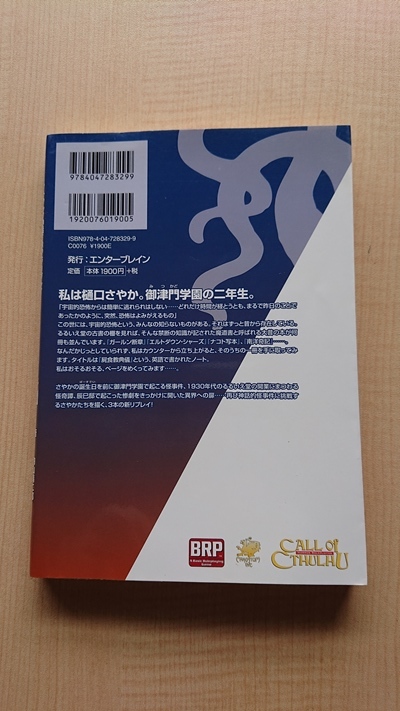 9784047283299
1920076019005
ISBN978-4-04-728329-9
C0076 ¥1900E
発行：エンターブレイン
定価 本体1900円 +税
私は樋口さやか。御津門学園の二年生。
「宇宙的恐怖からは簡単に逃れられはしない……どれだけ時間が経とうとも、まるで昨日のことで
あったかのように、突然、恐怖はよみがえるもの」
この世には、宇宙的恐怖という、みんなの知らないものがある。それはずっと昔から存在している。
るるいえ堂の古書の棚を見れば、そんな禁断の知識が記された魔道書と呼ばれる大昔の本が何
冊も並んでいます。『ガールン断章』『エルトダウン・シャーズ』『ナコト写本』『南洋奇記』――。
なんだかじっとしていられず、私はカウンターから立ち上がると、そのうちの一冊を手に取ってみ
ます。タイトルは『屍食教典儀』という、英語で書かれたノート。
私はおそるおそる、ページをめくってみます……。
さやかの誕生日を前に御津門学園で起こる怪事件、1930年代のるるいえ堂の開業にまつわる
怪奇譚、辰巳邸で起こった惨劇をきっかけに開いた異界への扉……再び神話的怪事件に挑戦す
るさやかたちを描く、3本の新リプレイ！
BRP
CALL OF
CTHULHU